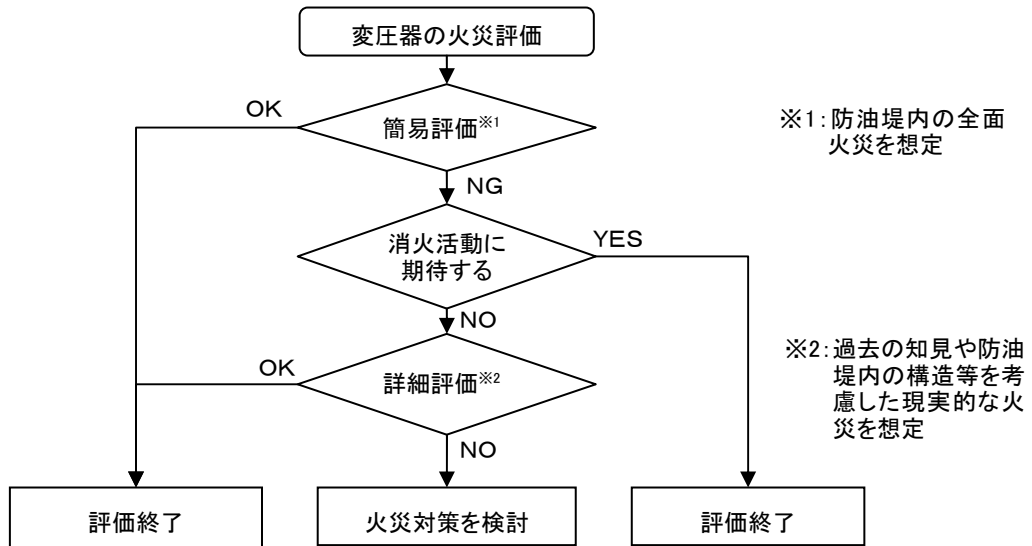 変圧器の火災評価
OK
簡易評価※1
※1:防油堤内の全面
火災を想定
NG
消火活動に
期待する
YES
NO
OK
詳細評価※2
※2:過去の知見や防油
堤内の構造等を考
慮した現実的な火
災を想定
NO
評価終了
火災対策を検討
評価終了